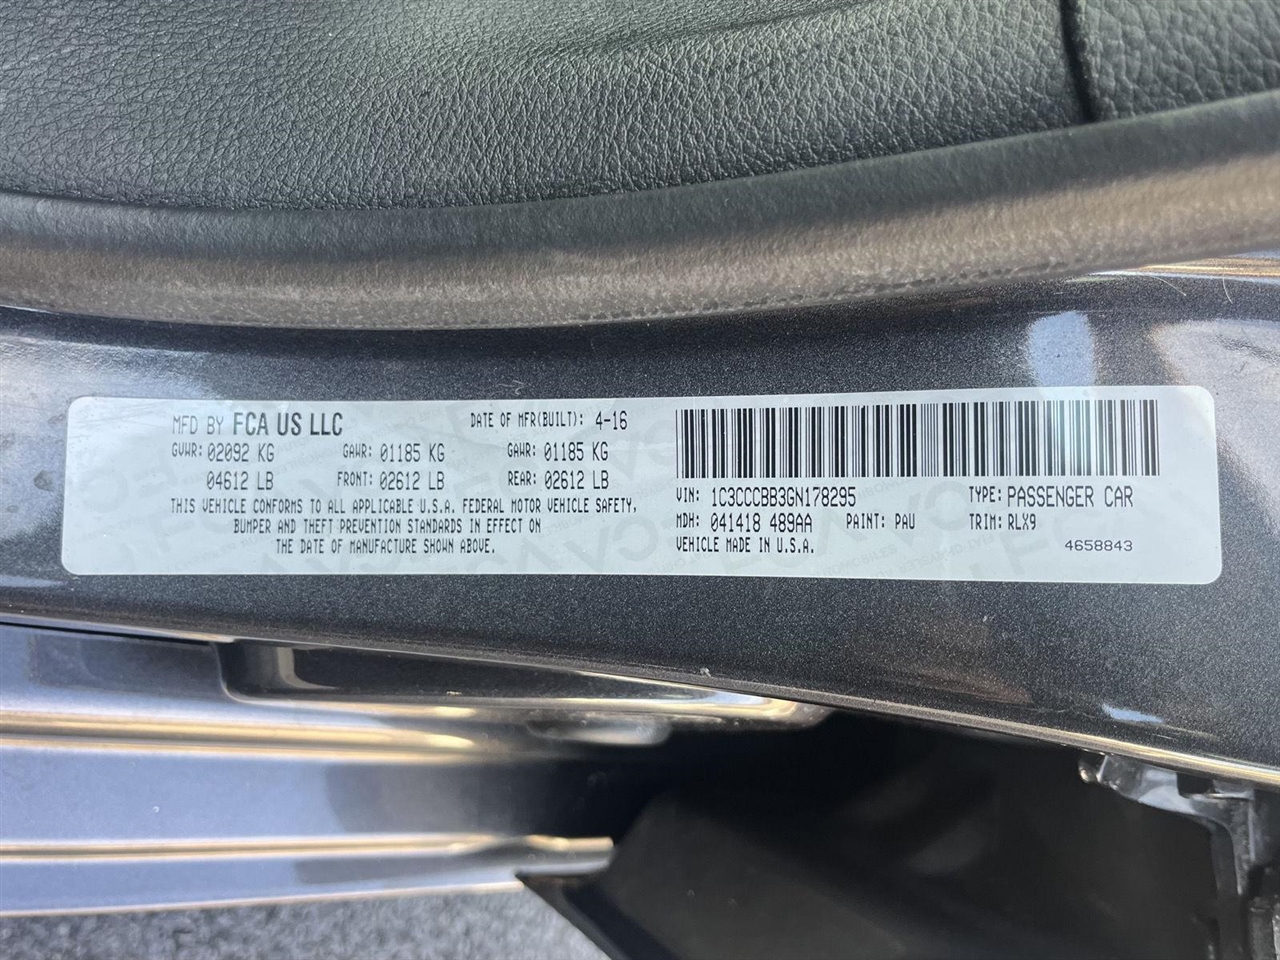 MFD BY FCA US LLC DATE OF MFR(BUILT): 4-16
GVWR: 02092 KG GAWR: 01185 KG GAWR: 01185 KG
04612 LB FRONT: 02612 LB REAR: 02612 LB
THIS VEHICLE CONFORMS TO ALL APPLICABLE U.S.A. FEDERAL MOTOR VEHICLE SAFETY,
BUMPER AND THEFT PREVENTION STANDARDS IN EFFECT ON
THE DATE OF MANUFACTURE SHOWN ABOVE.
VIN: 1C3CCCBB3GN178295 TYPE: PASSENGER CAR
MDH: 041418 489AA PAINT: PAU TRIM: RLX9
VEHICLE MADE IN U.S.A. 4658843